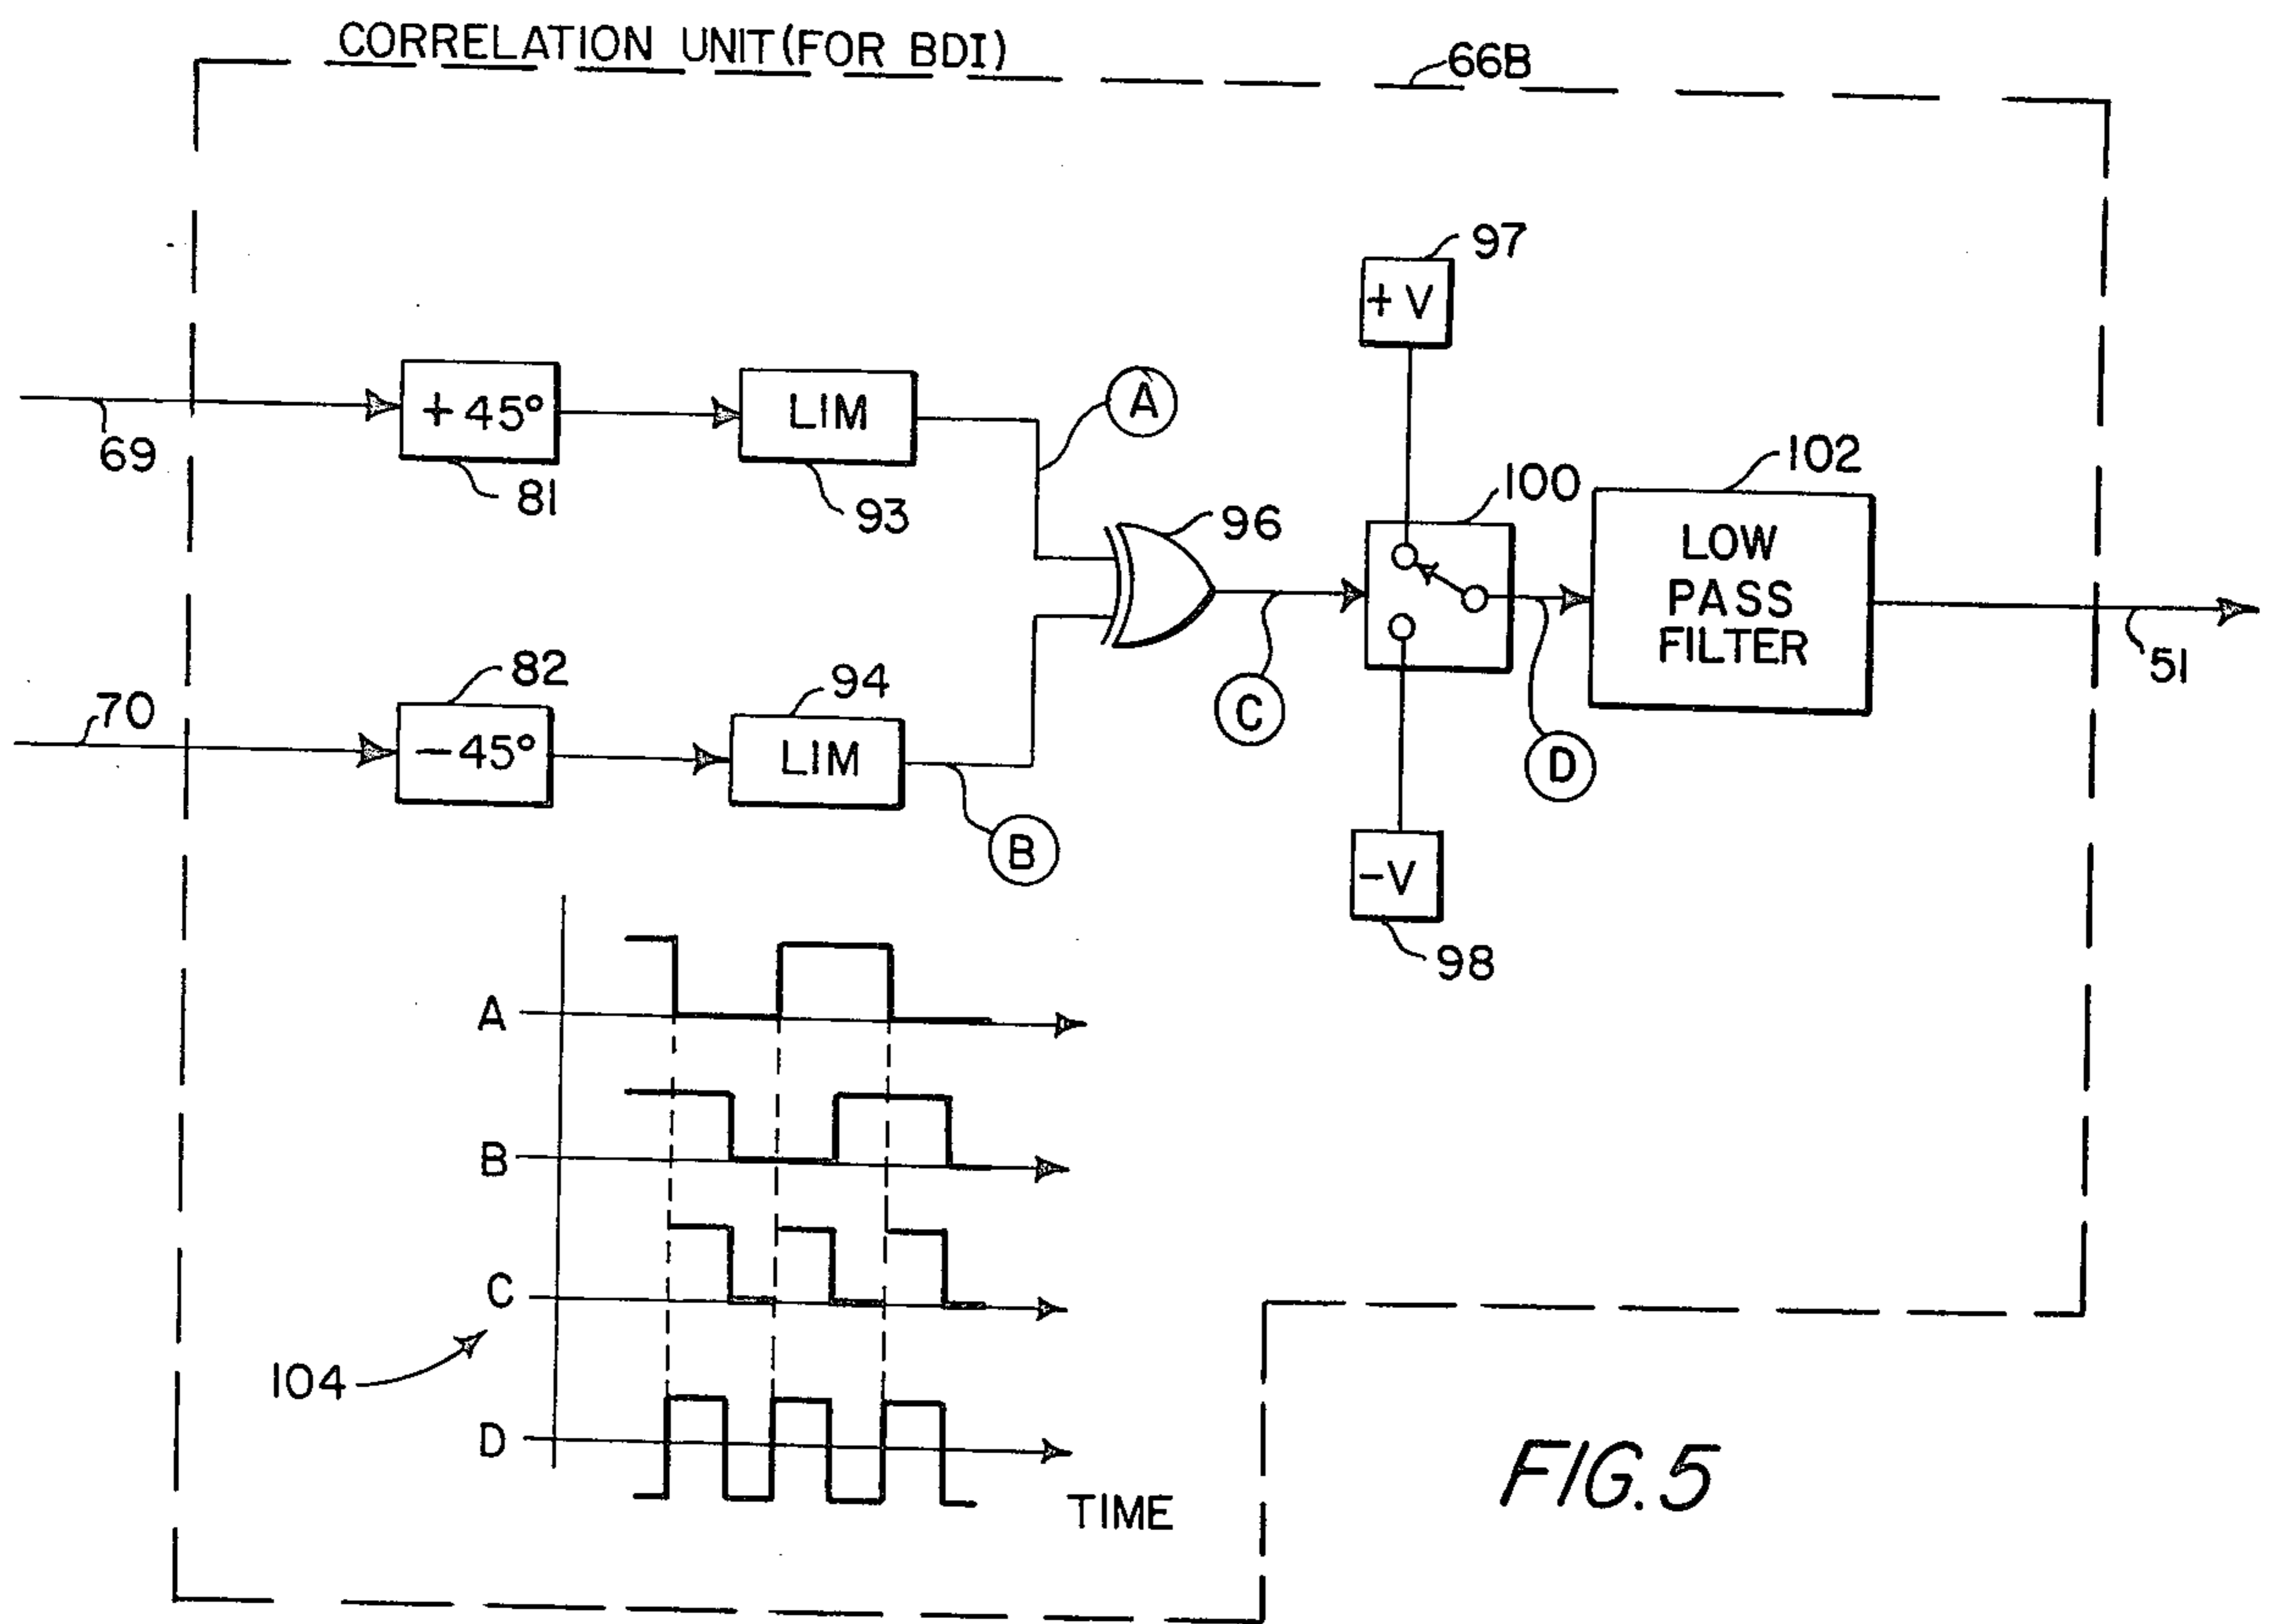 CORRELATION UNIT (FOR BDI)
66B
97
+V
69
+45°
81
LIM
93
A
96
100
102
LOW
PASS
FILTER
51
70
82
-45°
94
LIM
B
C
D
-V
98
A
B
C
D
104
TIME
FIG. 5